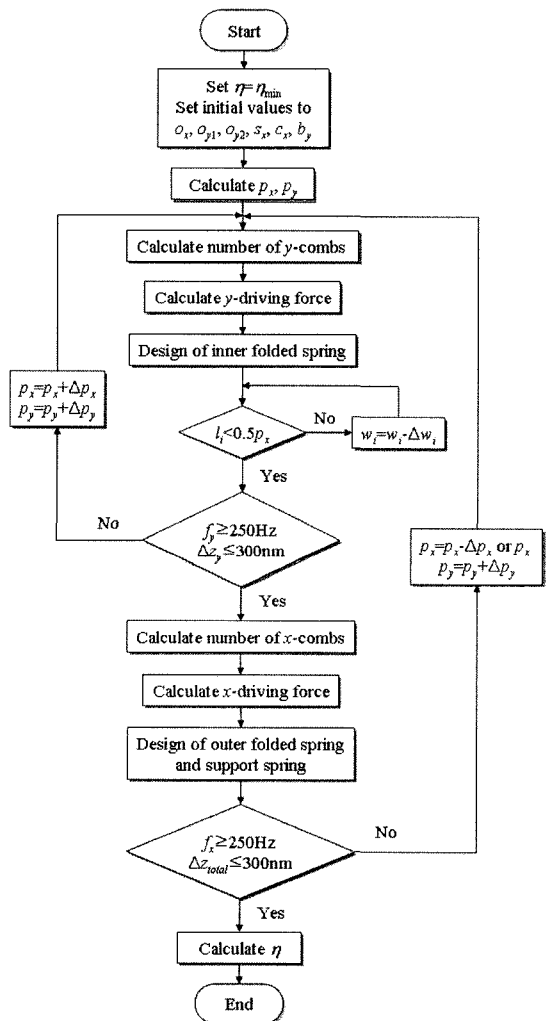 Start
Set η=η_min
Set initial values to
o_x, o_y1, o_y2, s_x, c_x, b_y
Calculate p_x, p_y
Calculate number of y-combs
Calculate y-driving force
Design of inner folded spring
p_x=p_x+Δp_x
p_y=p_y+Δp_y
l_i<0.5p_x
No
w_i=w_i-Δw_i
Yes
No
f_y≥250Hz
Δz_y≤300nm
p_x=p_x-Δp_x or p_x
p_y=p_y+Δp_y
Yes
Calculate number of x-combs
Calculate x-driving force
Design of outer folded spring
and support spring
No
f_x≥250Hz
Δz_total≤300nm
Yes
Calculate η
End